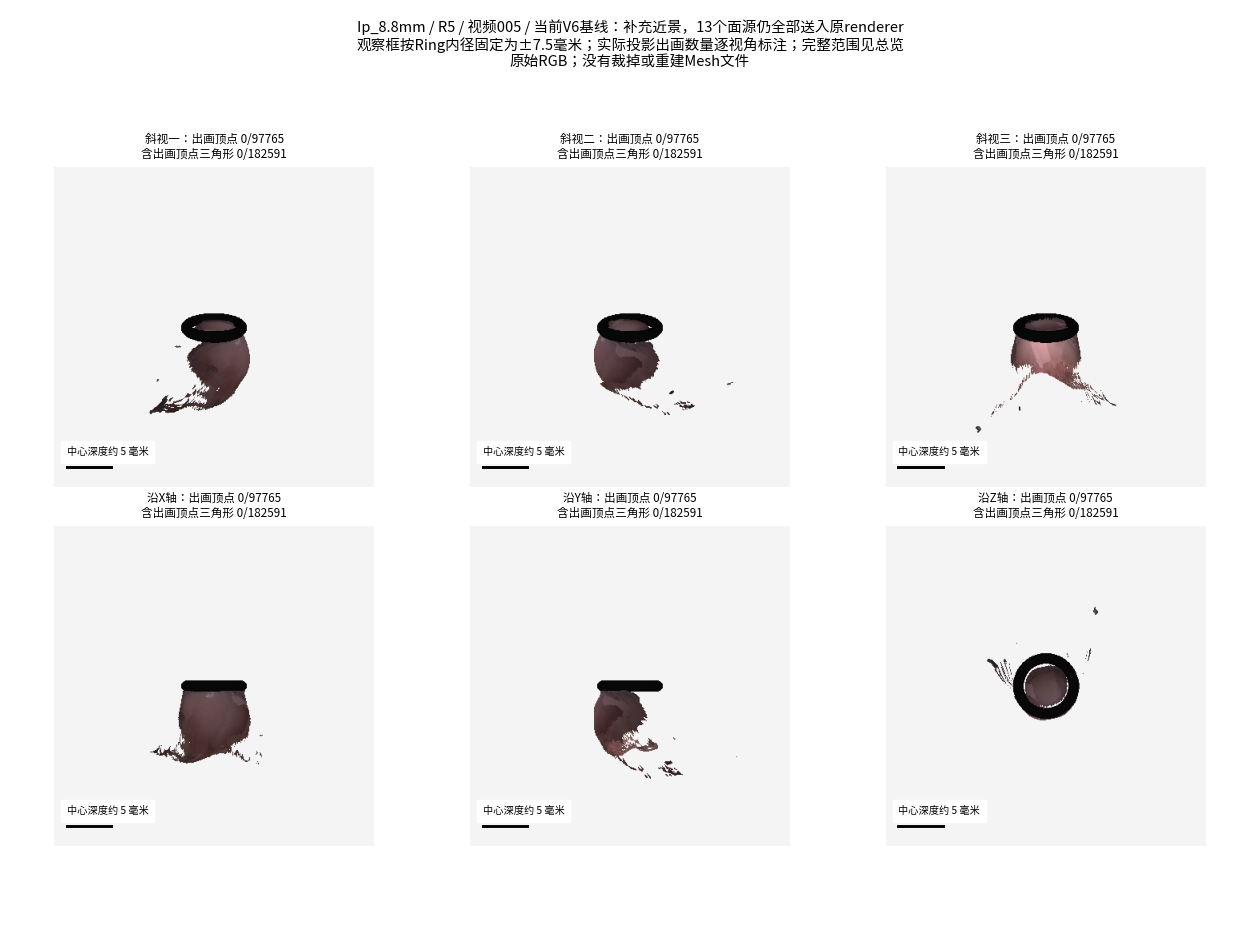 Ip_8.8mm / R5 / 视频005 / 当前V6基线：补充近景，13个面源仍全部送入原renderer
观察框按Ring内径固定为±7.5毫米；实际投影出画数量逐视角标注；完整范围见总览
原始RGB；没有裁掉或重建Mesh文件
斜视一：出画顶点 0/97765
含出画顶点三角形 0/182591
斜视二：出画顶点 0/97765
含出画顶点三角形 0/182591
斜视三：出画顶点 0/97765
含出画顶点三角形 0/182591
中心深度约 5 毫米
中心深度约 5 毫米
中心深度约 5 毫米
沿X轴：出画顶点 0/97765
含出画顶点三角形 0/182591
沿Y轴：出画顶点 0/97765
含出画顶点三角形 0/182591
沿Z轴：出画顶点 0/97765
含出画顶点三角形 0/182591
中心深度约 5 毫米
中心深度约 5 毫米
中心深度约 5 毫米